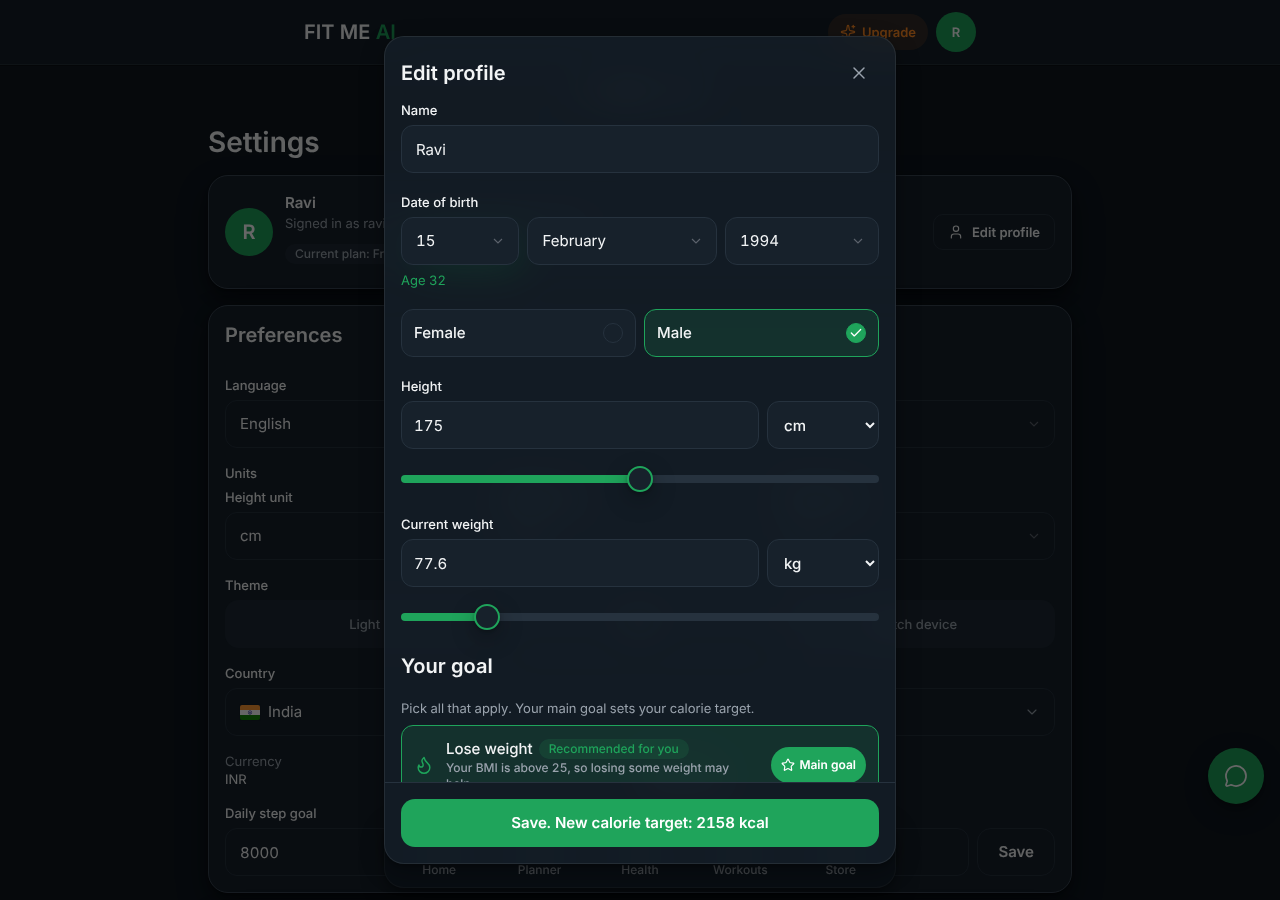 FIT ME AI
Upgrade
R
Settings
R
Ravi
Signed in as ravi
Current plan: Fr
Edit profile
Preferences
Language
English
Units
Height unit
cm
Theme
Light
device
Country
India
Currency
INR
Daily step goal
8000
Save
Edit profile
Name
Ravi
Date of birth
15
February
1994
Age 32
Female
Male
Height
175
cm
Current weight
77.6
kg
Your goal
Pick all that apply. Your main goal sets your calorie target.
Lose weight
Recommended for you
Your BMI is above 25, so losing some weight may
help
Main goal
Save. New calorie target: 2158 kcal
Home
Planner
Health
Workouts
Store